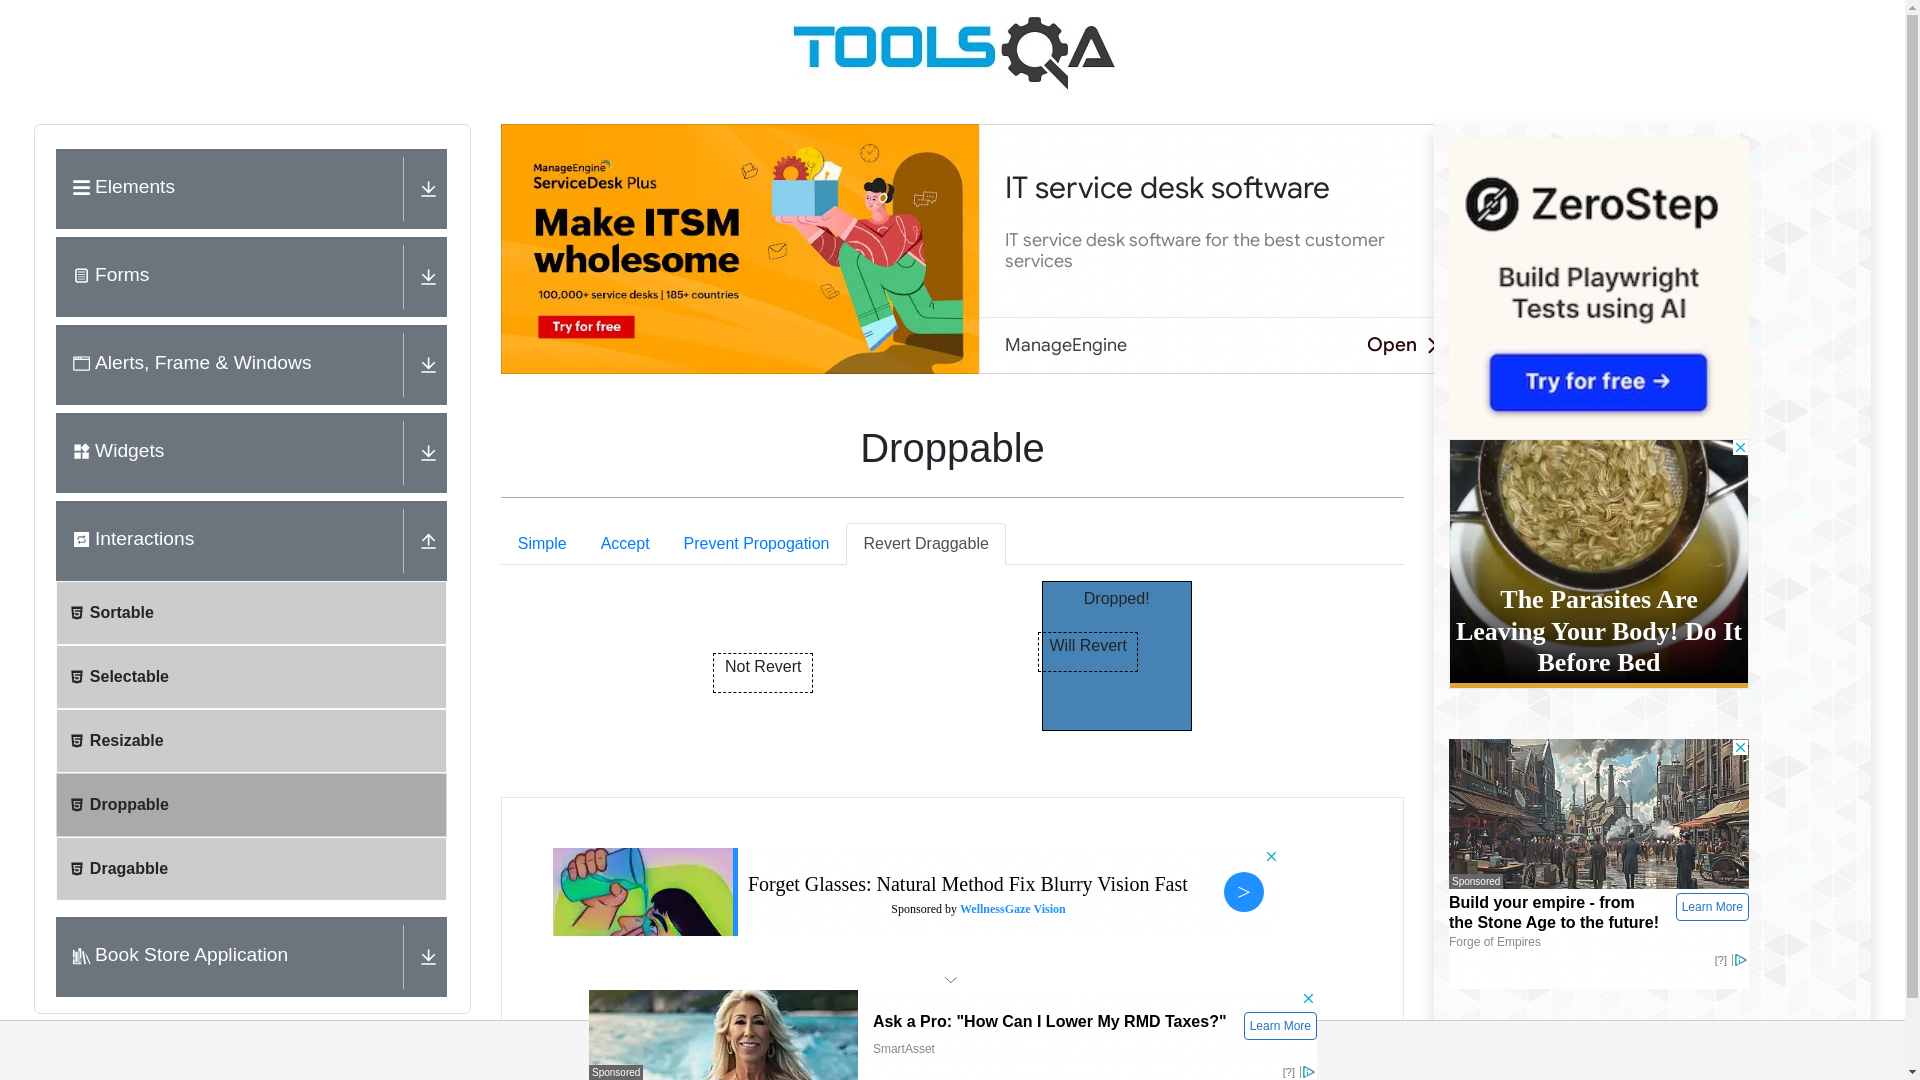 TOOLSQA
Elements
Forms
Alerts, Frame & Windows
Widgets
Interactions
Sortable
Selectable
Resizable
Droppable
Dragabble
Book Store Application
ManageEngine
ServiceDesk Plus
Make ITSM
wholesome
100,000+ service desks | 185+ countries
Try for free
IT service desk software
IT service desk software for the best customer
services
ManageEngine
Open
Droppable
Simple
Accept
Prevent Propogation
Revert Draggable
Dropped!
Will Revert
Not Revert
Forget Glasses: Natural Method Fix Blurry Vision Fast
Sponsored by WellnessGaze Vision
>
Sponsored
Ask a Pro: "How Can I Lower My RMD Taxes?"
SmartAsset
Learn More
[?]
ZeroStep
Build Playwright
Tests using AI
Try for free →
The Parasites Are
Leaving Your Body! Do It
Before Bed
Sponsored
Build your empire - from
the Stone Age to the future!
Forge of Empires
Learn More
[?]